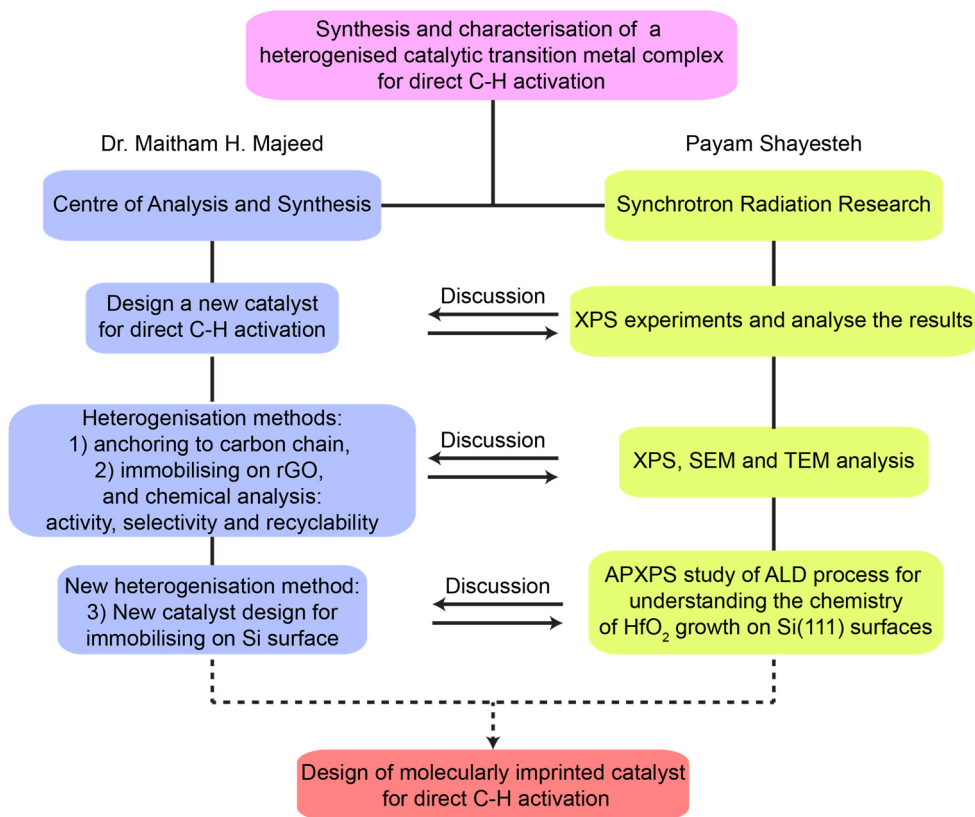 Synthesis and characterisation of a
heterogenised catalytic transition metal complex
for direct C-H activation
Dr. Maitham H. Majeed
Payam Shayesteh
Centre of Analysis and Synthesis
Synchrotron Radiation Research
Design a new catalyst
for direct C-H activation
Discussion
XPS experiments and analyse the results
Heterogenisation methods:
1) anchoring to carbon chain,
2) immobilising on rGO,
and chemical analysis:
activity, selectivity and recyclability
Discussion
XPS, SEM and TEM analysis
New heterogenisation method:
3) New catalyst design for
immobilising on Si surface
Discussion
APXPS study of ALD process for
understanding the chemistry
of HfO₂ growth on Si(111) surfaces
Design of molecularly imprinted catalyst
for direct C-H activation